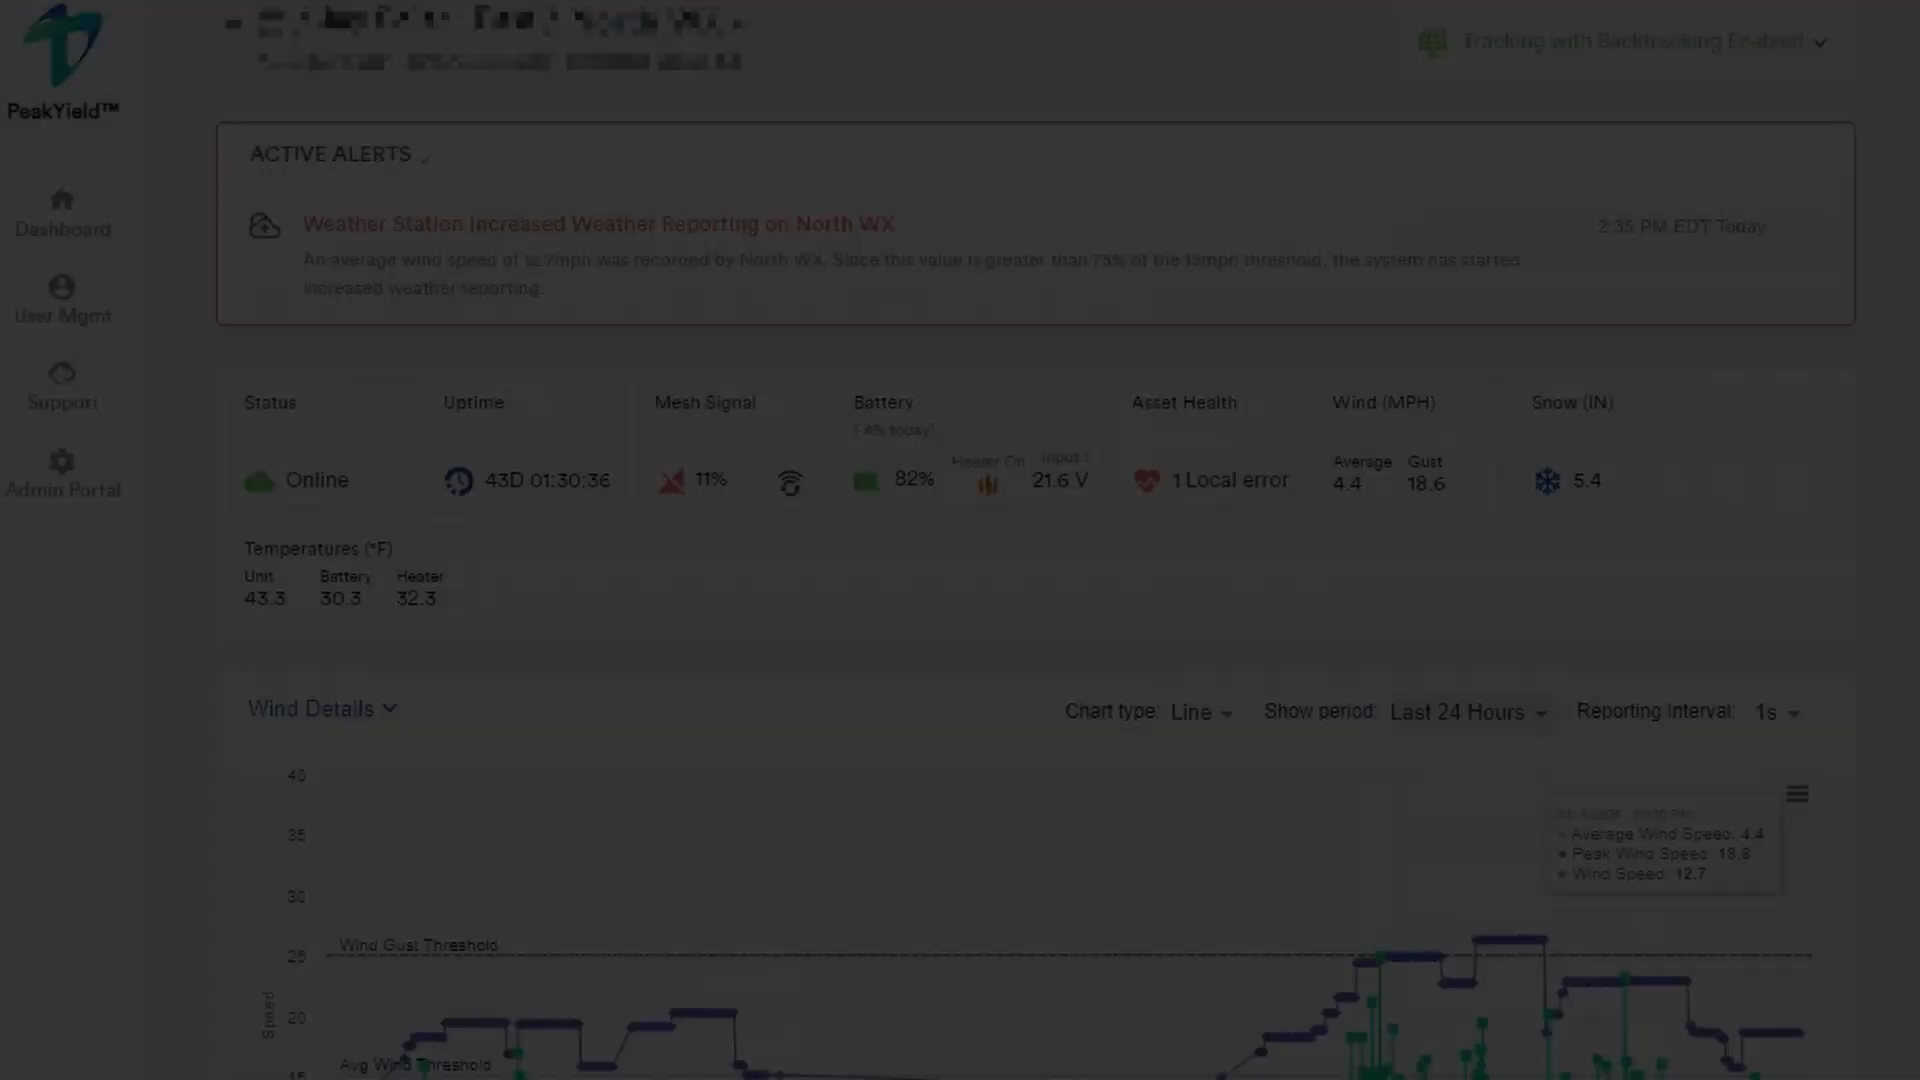 PeakYield™
Tracking with Backtracking Enabled
Dashboard
User Mgmt
Support
Admin Portal
ACTIVE ALERTS
Weather Station Increased Weather Reporting on North WX
2:35 PM EDT Today
An average wind speed of 12.7mph was recorded by North WX. Since this value is greater than 75% of the 15mph threshold, the system has started
increased weather reporting.
Status
Uptime
Mesh Signal
Battery
Asset Health
Wind (MPH)
Snow (IN)
(-4% today)
Online
43D 01:30:36
11%
82%
Heater On
Input 1
21.6 V
1 Local error
Average Gust
4.4 18.6
5.4
Temperatures (°F)
Unit Battery Heater
43.3 30.3 32.3
Wind Details
Chart type: Line
Show period: Last 24 Hours
Reporting Interval: 1s
40
35
30
25
20
15
Speed
Average Wind Speed: 4.4
Peak Wind Speed: 18.6
Wind Speed: 12.7
Wind Gust Threshold
Avg Wind Threshold